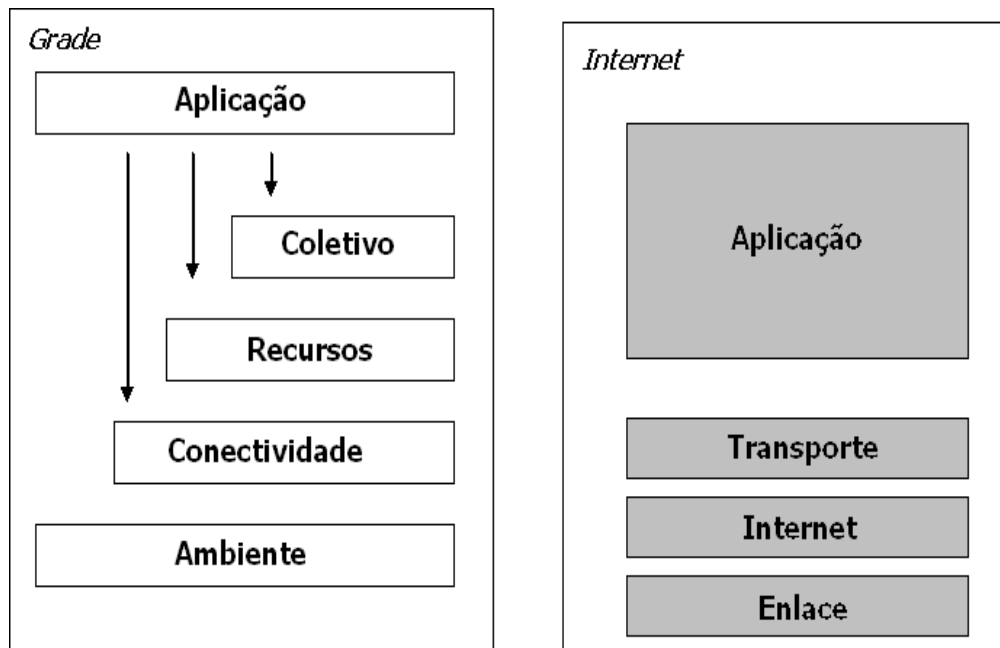 Grade
Aplicação
Coletivo
Recursos
Conectividade
Ambiente
Internet
Aplicação
Transporte
Internet
Enlace